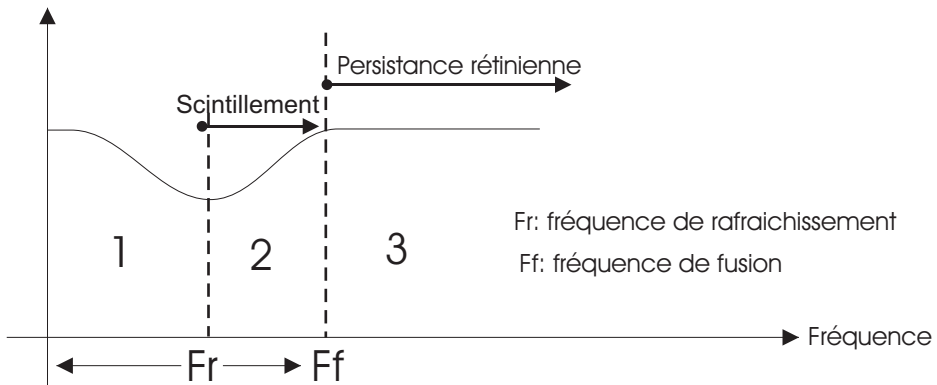 Persistance rétinienne
Scintillement
1
2
3
Fr: fréquence de rafraichissement
Ff: fréquence de fusion
Fréquence
Fr
Ff